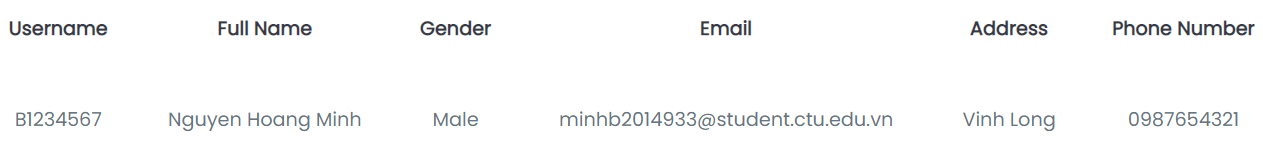 Username Full Name Gender Email Address Phone Number
B1234567 Nguyen Hoang Minh Male minhb2014933@student.ctu.edu.vn Vinh Long 0987654321